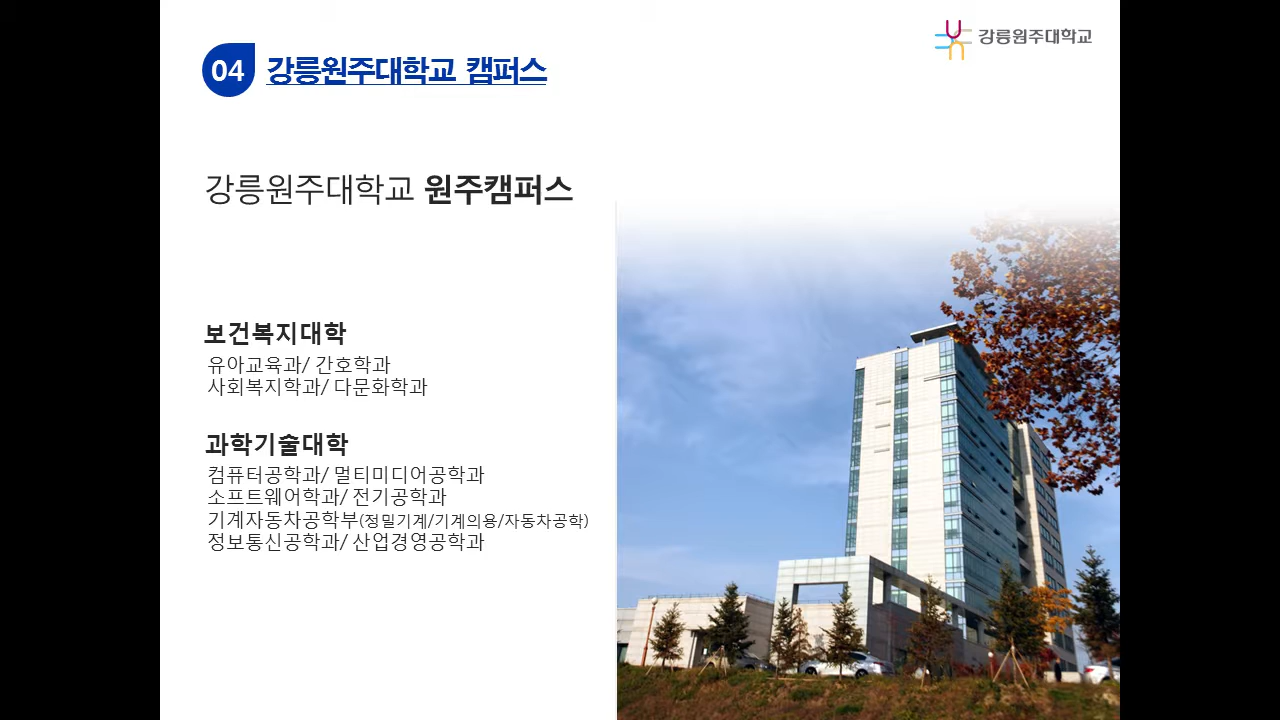 04 강릉원주대학교 캠퍼스
강릉원주대학교
강릉원주대학교 원주캠퍼스
보건복지대학
유아교육과/ 간호학과
사회복지학과/ 다문화학과
과학기술대학
컴퓨터공학과/ 멀티미디어공학과
소프트웨어학과/ 전기공학과
기계자동차공학부(정밀기계/기계의용/자동차공학)
정보통신공학과/ 산업경영공학과